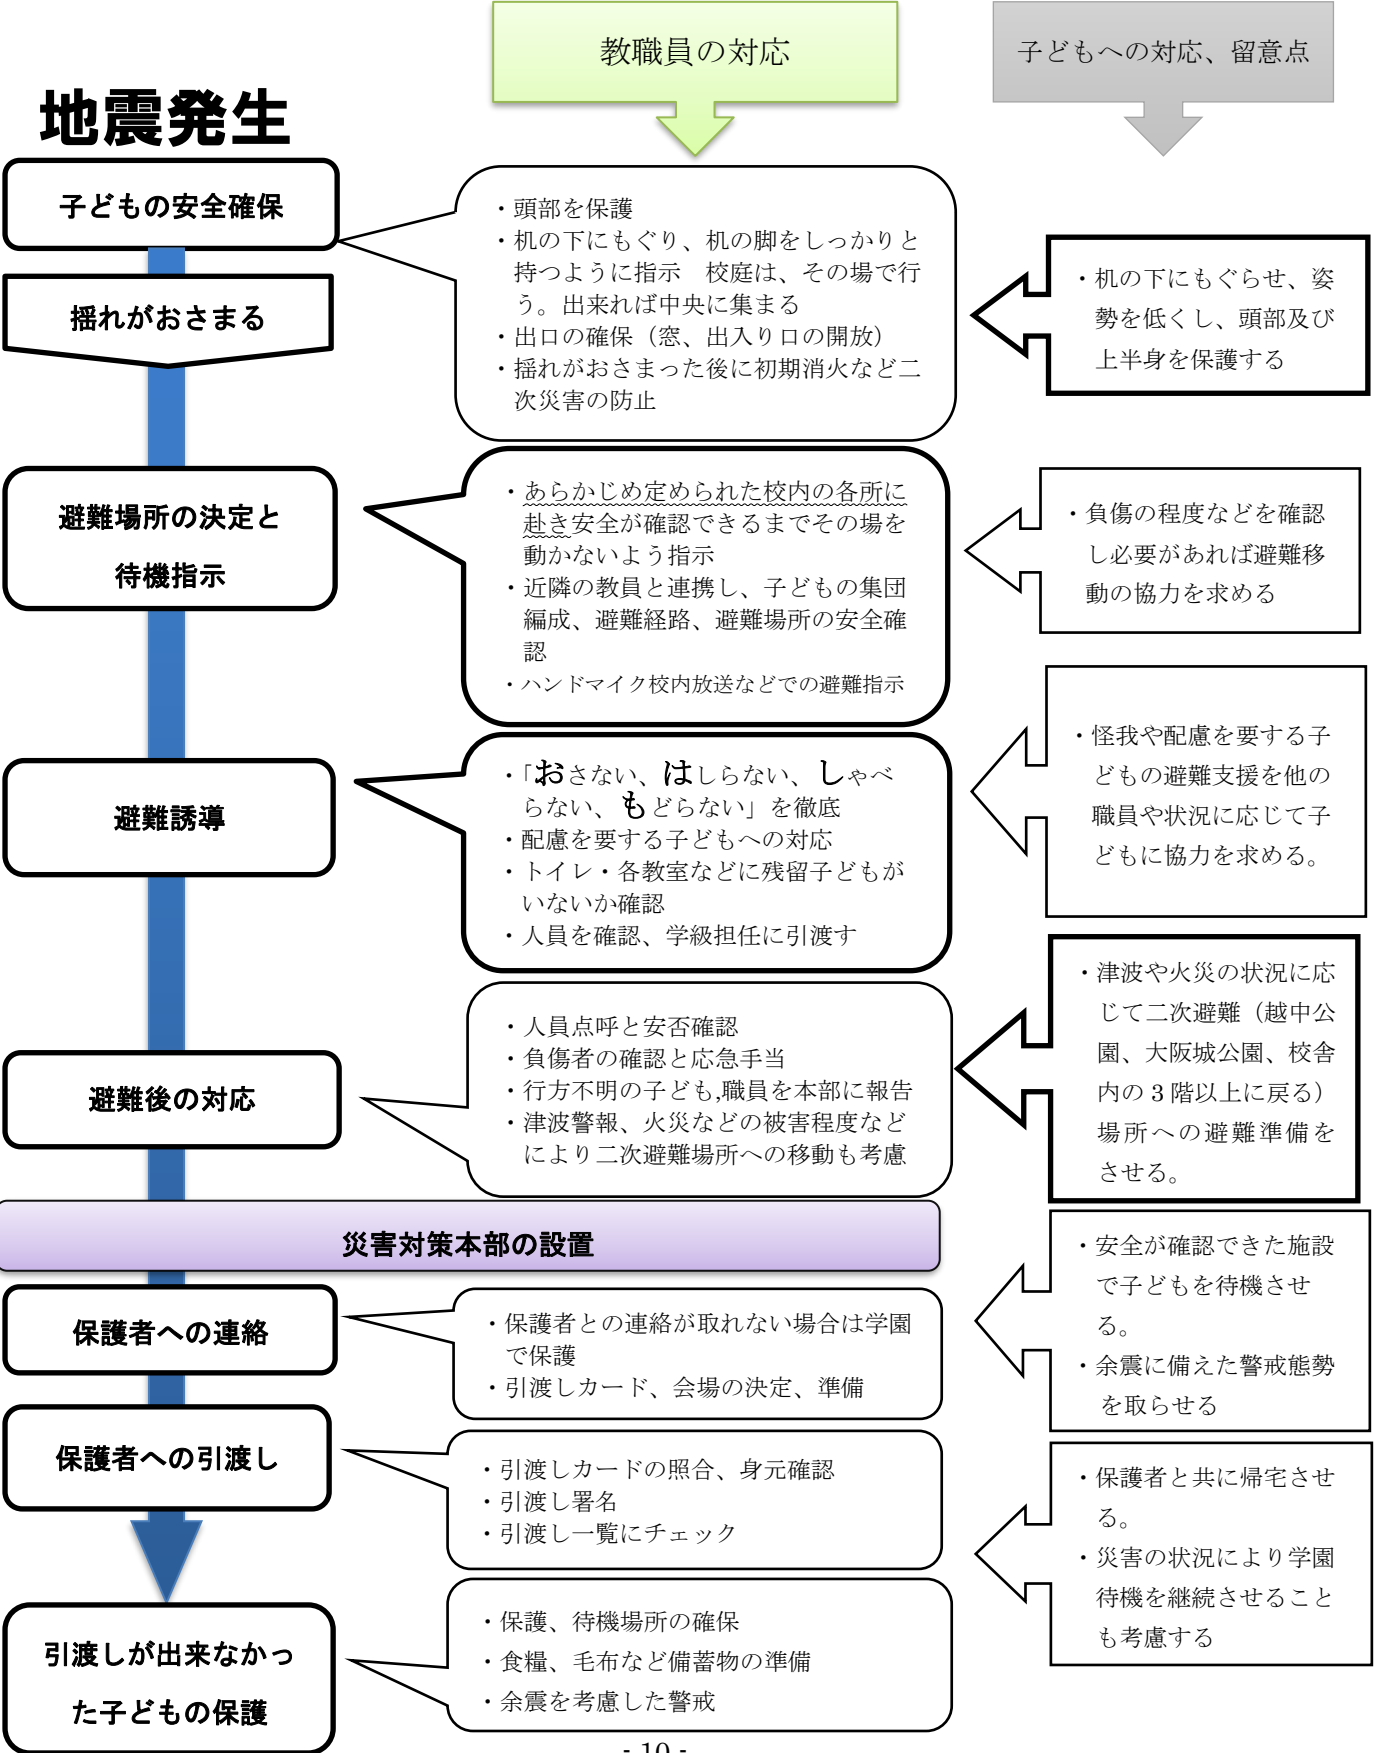 教職員の対応
子どもへの対応、留意点
地震発生
子どもの安全確保
・頭部を保護
・机の下にもぐり、机の脚をしっかりと
持つように指示　校庭は、その場で行
う。出来れば中央に集まる
・出口の確保（窓、出入り口の開放）
・揺れがおさまった後に初期消火など二
次災害の防止
・机の下にもぐらせ、姿
勢を低くし、頭部及び
上半身を保護する
揺れがおさまる
避難場所の決定と
待機指示
・あらかじめ定められた校内の各所に
赴き安全が確認できるまでその場を
動かないよう指示
・近隣の教員と連携し、子どもの集団
編成、避難経路、避難場所の安全確
認
・ハンドマイク校内放送などでの避難指示
・負傷の程度などを確認
し必要があれば避難移
動の協力を求める
避難誘導
・「おさない、はしらない、しゃべ
らない、もどらない」を徹底
・配慮を要する子どもへの対応
・トイレ・各教室などに残留子どもが
いないか確認
・人員を確認、学級担任に引渡す
・怪我や配慮を要する子
どもの避難支援を他の
職員や状況に応じて子
どもに協力を求める。
避難後の対応
・人員点呼と安否確認
・負傷者の確認と応急手当
・行方不明の子ども,職員を本部に報告
・津波警報、火災などの被害程度など
により二次避難場所への移動も考慮
・津波や火災の状況に応
じて二次避難（越中公
園、大阪城公園、校舎
内の 3 階以上に戻る）
場所への避難準備を
させる。
災害対策本部の設置
保護者への連絡
・保護者との連絡が取れない場合は学園
で保護
・引渡しカード、会場の決定、準備
・安全が確認できた施設
で子どもを待機させ
る。
・余震に備えた警戒態勢
を取らせる
保護者への引渡し
・引渡しカードの照合、身元確認
・引渡し署名
・引渡し一覧にチェック
・保護者と共に帰宅させ
る。
・災害の状況により学園
待機を継続させること
も考慮する
引渡しが出来なかっ
た子どもの保護
・保護、待機場所の確保
・食糧、毛布など備蓄物の準備
・余震を考慮した警戒
- 10 -